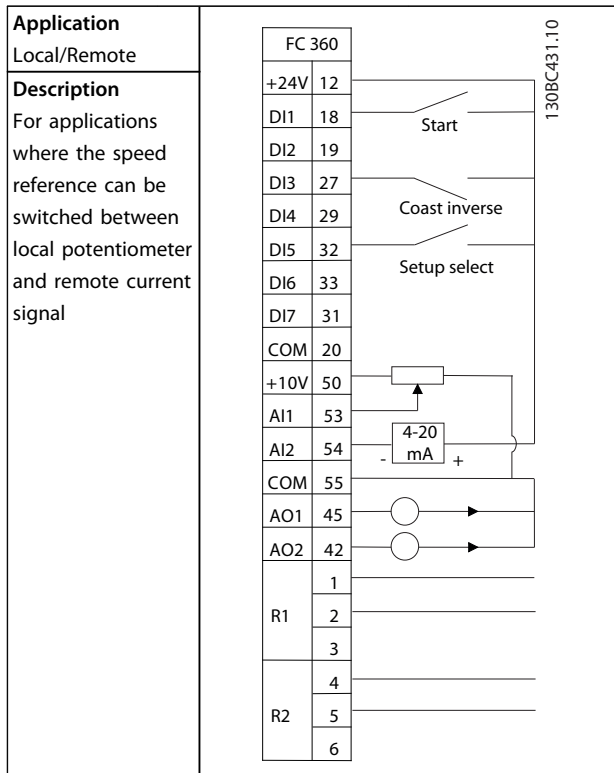 Application
Local/Remote
Description
For applications
where the speed
reference can be
switched between
local potentiometer
and remote current
signal
130BC431.10
FC 360
+24V 12
DI1 18
Start
DI2 19
DI3 27
Coast inverse
DI4 29
DI5 32
Setup select
DI6 33
DI7 31
COM 20
+10V 50
AI1 53
4-20
mA
AI2 54
- +
COM 55
AO1 45
AO2 42
1
R1 2
3
4
R2 5
6